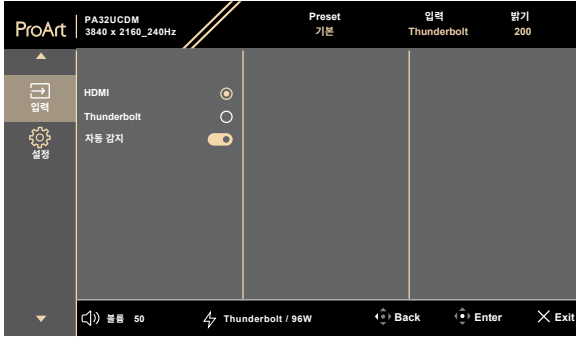 ProArt
PA32UCDM
3840 x 2160_240Hz
Preset
기본
입력
Thunderbolt
밝기
200
입력
설정
HDMI
Thunderbolt
자동 감지
볼륨 50
Thunderbolt / 96W
Back
Enter
Exit